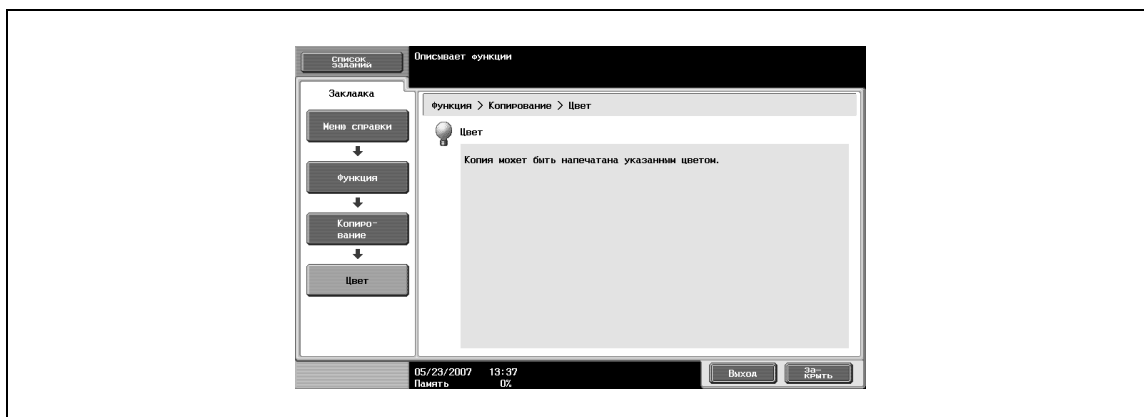 Список
заданий
Описывает функции
Закладка
Меню справки
Функция
Копиро-
вание
Цвет
Функция > Копирование > Цвет
Цвет
Копия может быть напечатана указанным цветом.
05/23/2007 13:37
Память 0%
Выход
За-
крыть